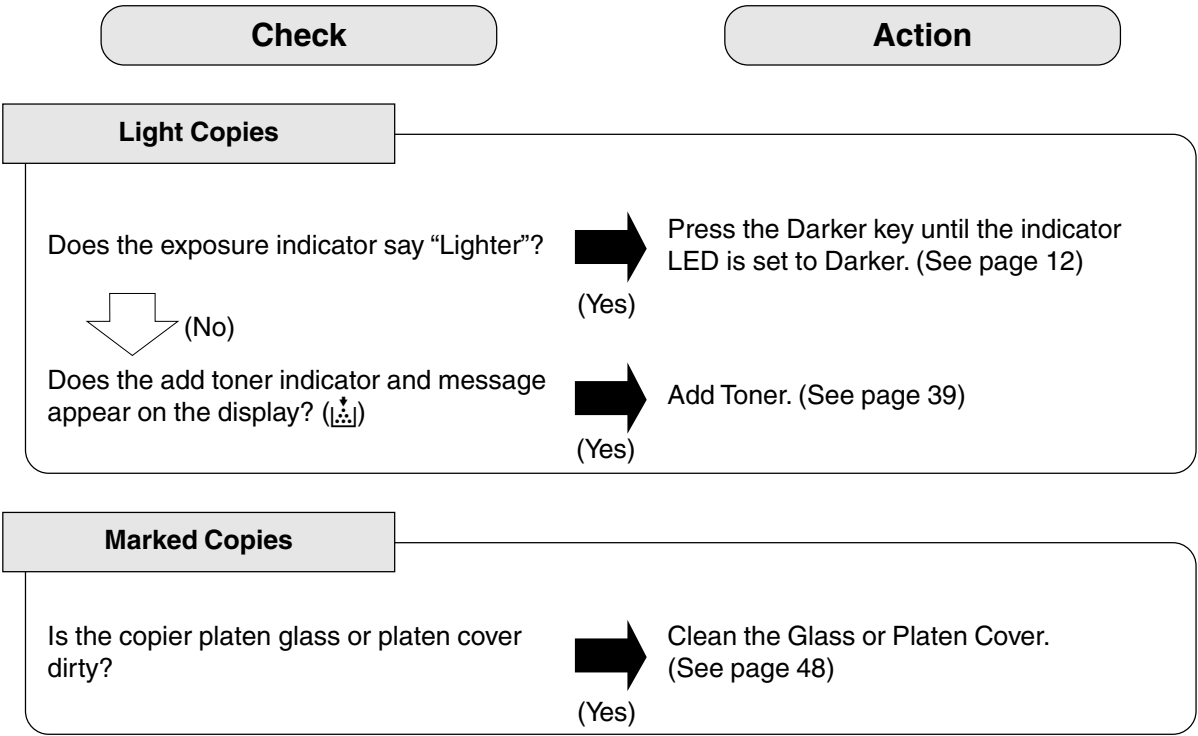 Check
Action
Light Copies
Does the exposure indicator say “Lighter”?
(Yes)
Press the Darker key until the indicator
LED is set to Darker. (See page 12)
(No)
Does the add toner indicator and message
appear on the display? ()
(Yes)
Add Toner. (See page 39)
Marked Copies
Is the copier platen glass or platen cover
dirty?
(Yes)
Clean the Glass or Platen Cover.
(See page 48)